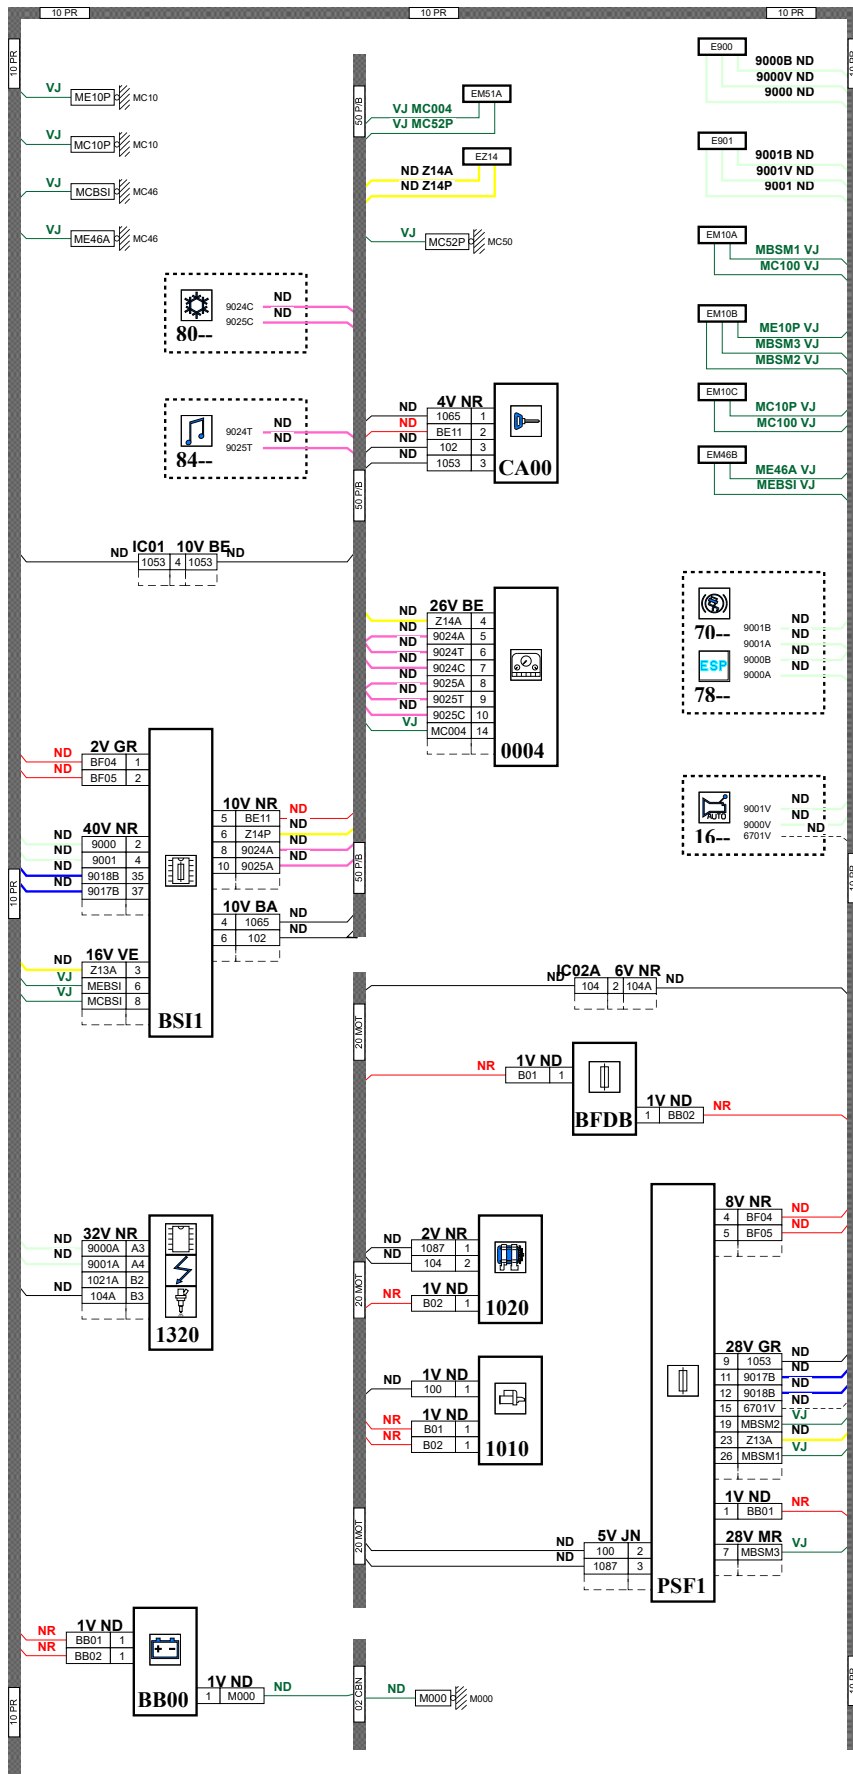 10 PR
10 PR
10 PR
10 PR
10 PR
VJ ME10P MC10
VJ MC10P MC10
VJ MCBSI MC46
VJ ME46A MC46
50 P/B
VJ MC004
VJ MC52P
EM51A
EZ14
ND Z14A
ND Z14P
VJ MC52P MC50
E900
9000B ND
9000V ND
9000 ND
E901
9001B ND
9001V ND
9001 ND
EM10A
MBSM1 VJ
MC100 VJ
EM10B
ME10P VJ
MBSM3 VJ
MBSM2 VJ
EM10C
MC10P VJ
MC100 VJ
EM46B
ME46A VJ
MEBSI VJ
9024C ND
9025C ND
80--
9024T ND
9025T ND
84--
4V NR
ND 1065 1
ND BE11 2
ND 102 3
ND 1053 3
CA00
50 P/B
IC01 10V BE
ND 1053 4 1053 ND
26V BE
ND Z14A 4
ND 9024A 5
ND 9024T 6
ND 9024C 7
ND 9025A 8
ND 9025T 9
ND 9025C 10
VJ MC004 14
0004
70--
78--
ESP
9001B ND
9001A ND
9000B ND
9000A ND
16--
AUTO
9001V ND
9000V ND
6701V ND
2V GR
ND BF04 1
ND BF05 2
40V NR
ND 9000 2
ND 9001 4
ND 9018B 35
ND 9017B 37
16V VE
ND Z13A 3
VJ MEBSI 6
VJ MCBSI 8
BSI1
10V NR
5 BE11 ND
6 Z14P ND
8 9024A ND
10 9025A ND
10V BA
4 1065 ND
6 102 ND
50 P/B
10 PR
10 PR
IC02A 6V NR
ND 104 2 104A ND
20 MOT
1V ND
NR B01 1
BFDB
1V ND
1 BB02 NR
32V NR
ND 9000A A3
ND 9001A A4
1021A B2
ND 104A B3
1320
2V NR
ND 1087 1
ND 104 2
1V ND
NR B02 1
1020
20 MOT
1V ND
ND 100 1
1V ND
NR B01 1
NR B02 1
1010
20 MOT
8V NR
4 BF04 ND
5 BF05 ND
28V GR
9 1053 ND
11 9017B ND
12 9018B ND
15 6701V ND
19 MBSM2 VJ
23 Z13A ND
26 MBSM1 VJ
1V ND
1 BB01 NR
28V MR
7 MBSM3 VJ
5V JN
ND 100 2
ND 1087 3
PSF1
1V ND
NR BB01 1
NR BB02 1
BB00
1V ND
1 M000 ND
02 CBN
ND M000 M000
10 PR
10 PR